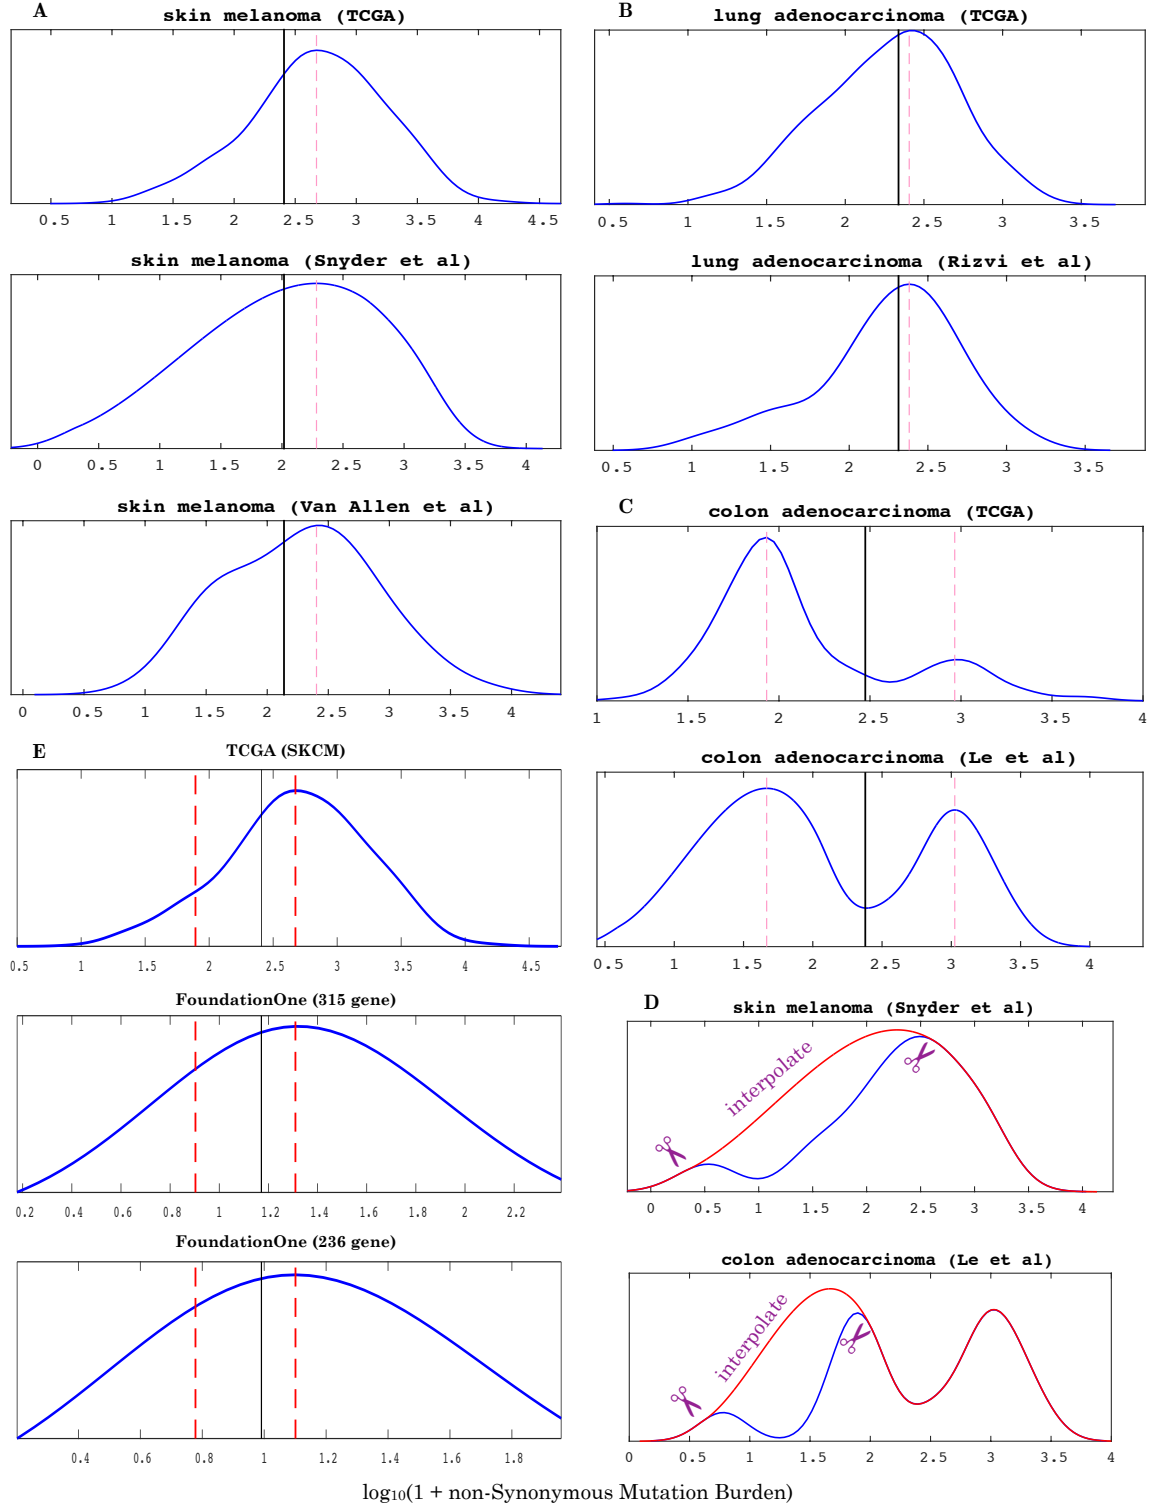 A
skin melanoma (TCGA)
0.5 1 1.5 2 2.5 3 3.5 4 4.5
skin melanoma (Snyder et al)
0 0.5 1 1.5 2 2.5 3 3.5 4
skin melanoma (Van Allen et al)
0 0.5 1 1.5 2 2.5 3 3.5 4
B
lung adenocarcinoma (TCGA)
0.5 1 1.5 2 2.5 3 3.5
lung adenocarcinoma (Rizvi et al)
0.5 1 1.5 2 2.5 3 3.5
C
colon adenocarcinoma (TCGA)
1 1.5 2 2.5 3 3.5 4
colon adenocarcinoma (Le et al)
0.5 1 1.5 2 2.5 3 3.5 4
E
TCGA (SKCM)
0.5 1 1.5 2 2.5 3 3.5 4 4.5
FoundationOne (315 gene)
0.2 0.4 0.6 0.8 1 1.2 1.4 1.6 1.8 2 2.2
FoundationOne (236 gene)
0.4 0.6 0.8 1 1.2 1.4 1.6 1.8
D
skin melanoma (Snyder et al)
interpolate
0 0.5 1 1.5 2 2.5 3 3.5 4
colon adenocarcinoma (Le et al)
interpolate
0 0.5 1 1.5 2 2.5 3 3.5 4
log₁₀(1 + non-Synonymous Mutation Burden)